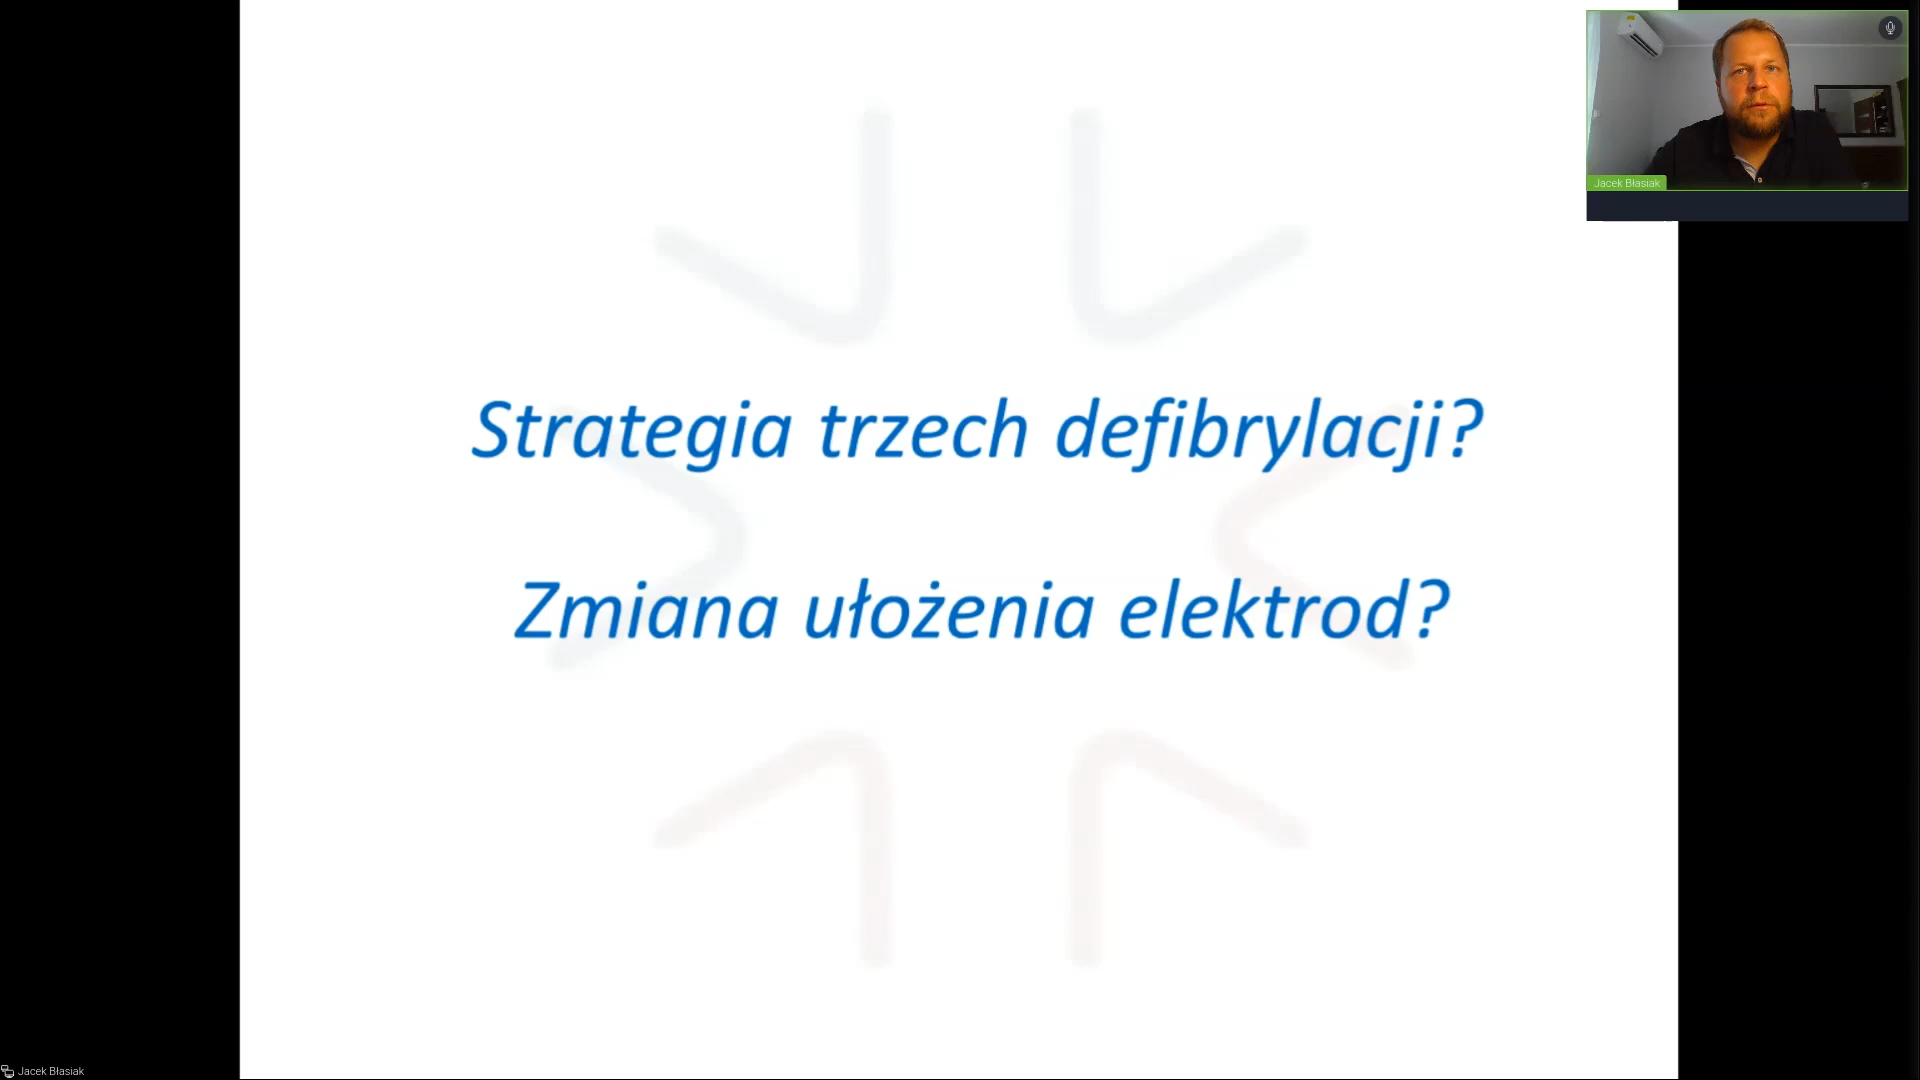 Jacek Błasiak
Strategia trzech defibrylacji?
Zmiana ułożenia elektrod?
Jacek Błasiak